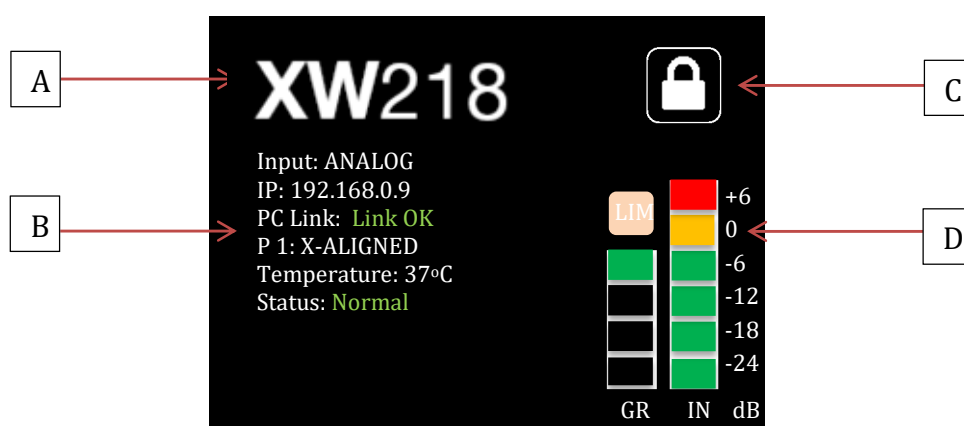 A
XW218
C
Input: ANALOG
IP: 192.168.0.9
PC Link: Link OK
P 1: X-ALIGNED
Temperature: 37oC
Status: Normal
B
LIM
+6
0
-6
-12
-18
-24
D
GR IN dB